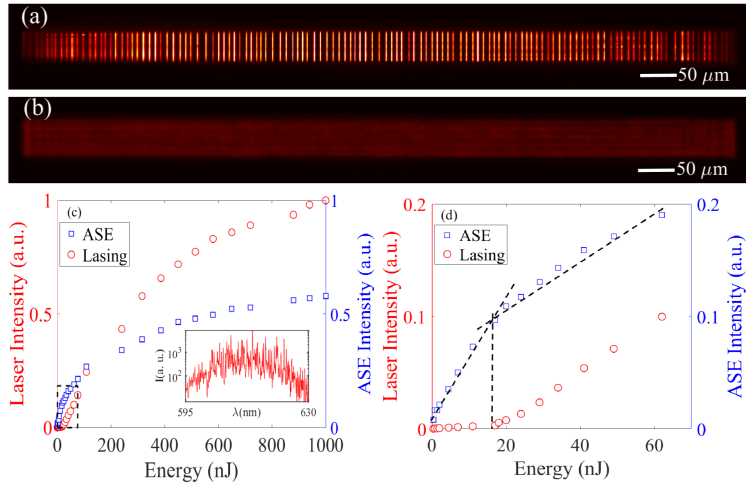 (a)
50 μm
(b)
50 μm
(c)
ASE
Lasing
Laser Intensity (a.u.)
1
0.5
0
1
0.5
0
ASE Intensity (a.u.)
I(a. u.)
10³
10²
595
λ(nm)
630
0
200
400
600
800
1000
Energy (nJ)
(d)
ASE
Lasing
Laser Intensity (a.u.)
0.2
0.1
0
0.2
0.1
0
ASE Intensity (a.u.)
0
20
40
60
Energy (nJ)